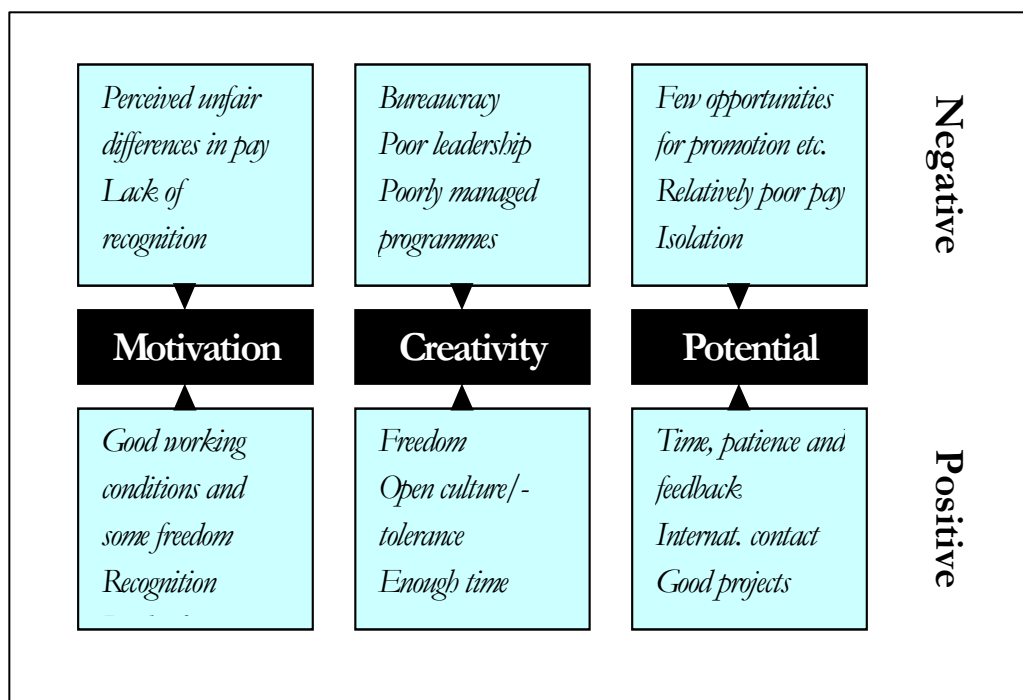 Perceived unfair
differences in pay
Lack of
recognition
Bureaucracy
Poor leadership
Poorly managed
programmes
Few opportunities
for promotion etc.
Relatively poor pay
Isolation
Negative
Motivation
Creativity
Potential
Good working
conditions and
some freedom
Recognition
Freedom
Open culture/-
tolerance
Enough time
Time, patience and
feedback
Internat. contact
Good projects
Positive